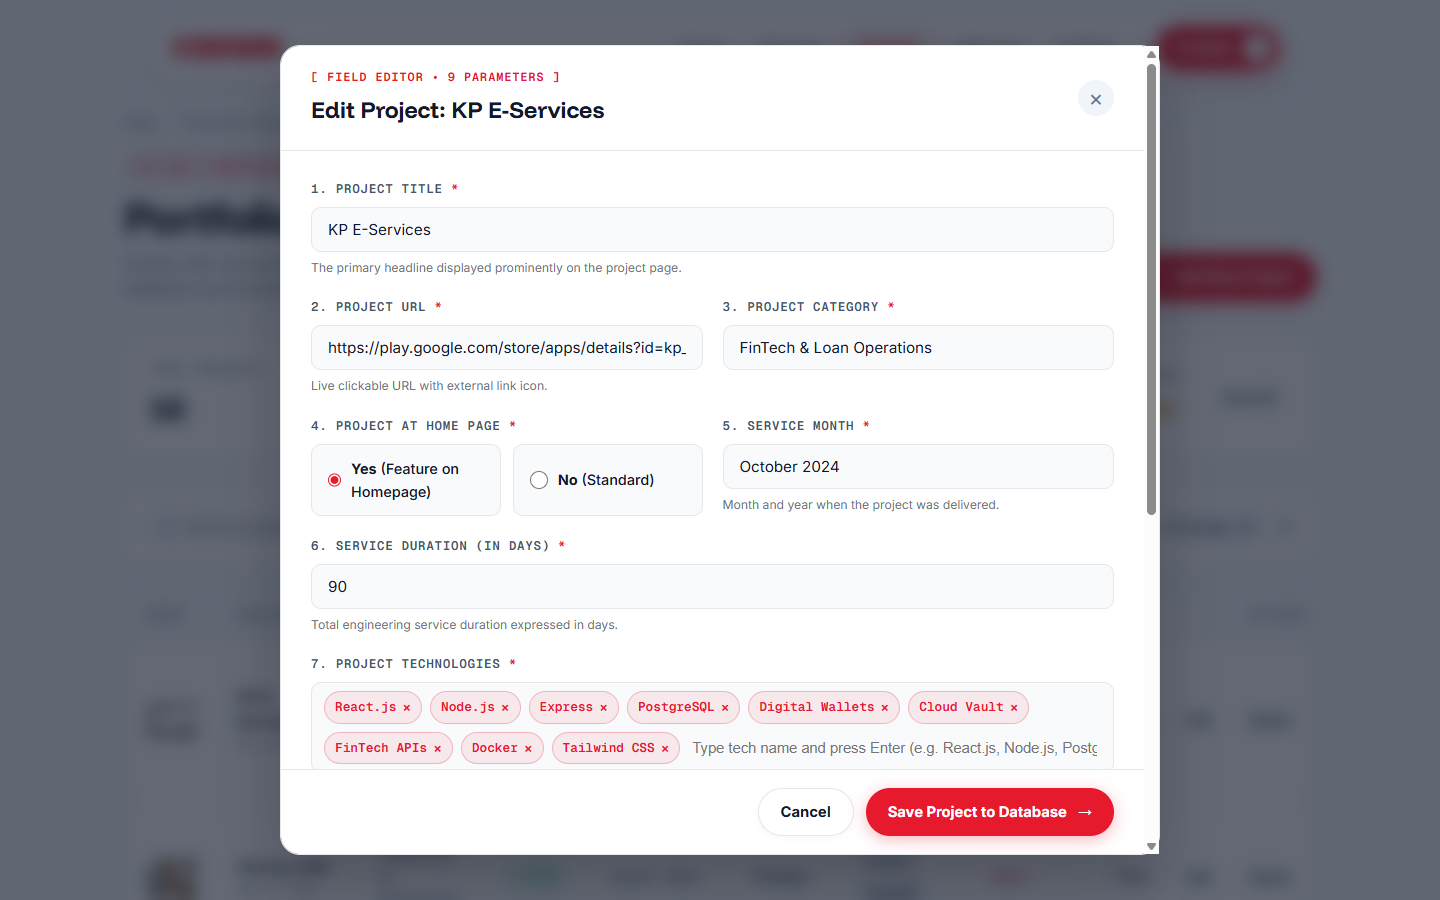 [ FIELD EDITOR • 9 PARAMETERS ]
Edit Project: KP E-Services
×
1. PROJECT TITLE *
KP E-Services
The primary headline displayed prominently on the project page.
2. PROJECT URL *
3. PROJECT CATEGORY *
https://play.google.com/store/apps/details?id=kp_
FinTech & Loan Operations
Live clickable URL with external link icon.
4. PROJECT AT HOME PAGE *
5. SERVICE MONTH *
Yes (Feature on
Homepage)
No (Standard)
October 2024
Month and year when the project was delivered.
6. SERVICE DURATION (IN DAYS) *
90
Total engineering service duration expressed in days.
7. PROJECT TECHNOLOGIES *
React.js × Node.js × Express × PostgreSQL × Digital Wallets × Cloud Vault ×
FinTech APIs × Docker × Tailwind CSS × Type tech name and press Enter (e.g. React.js, Node.js, Postg
Cancel
Save Project to Database →